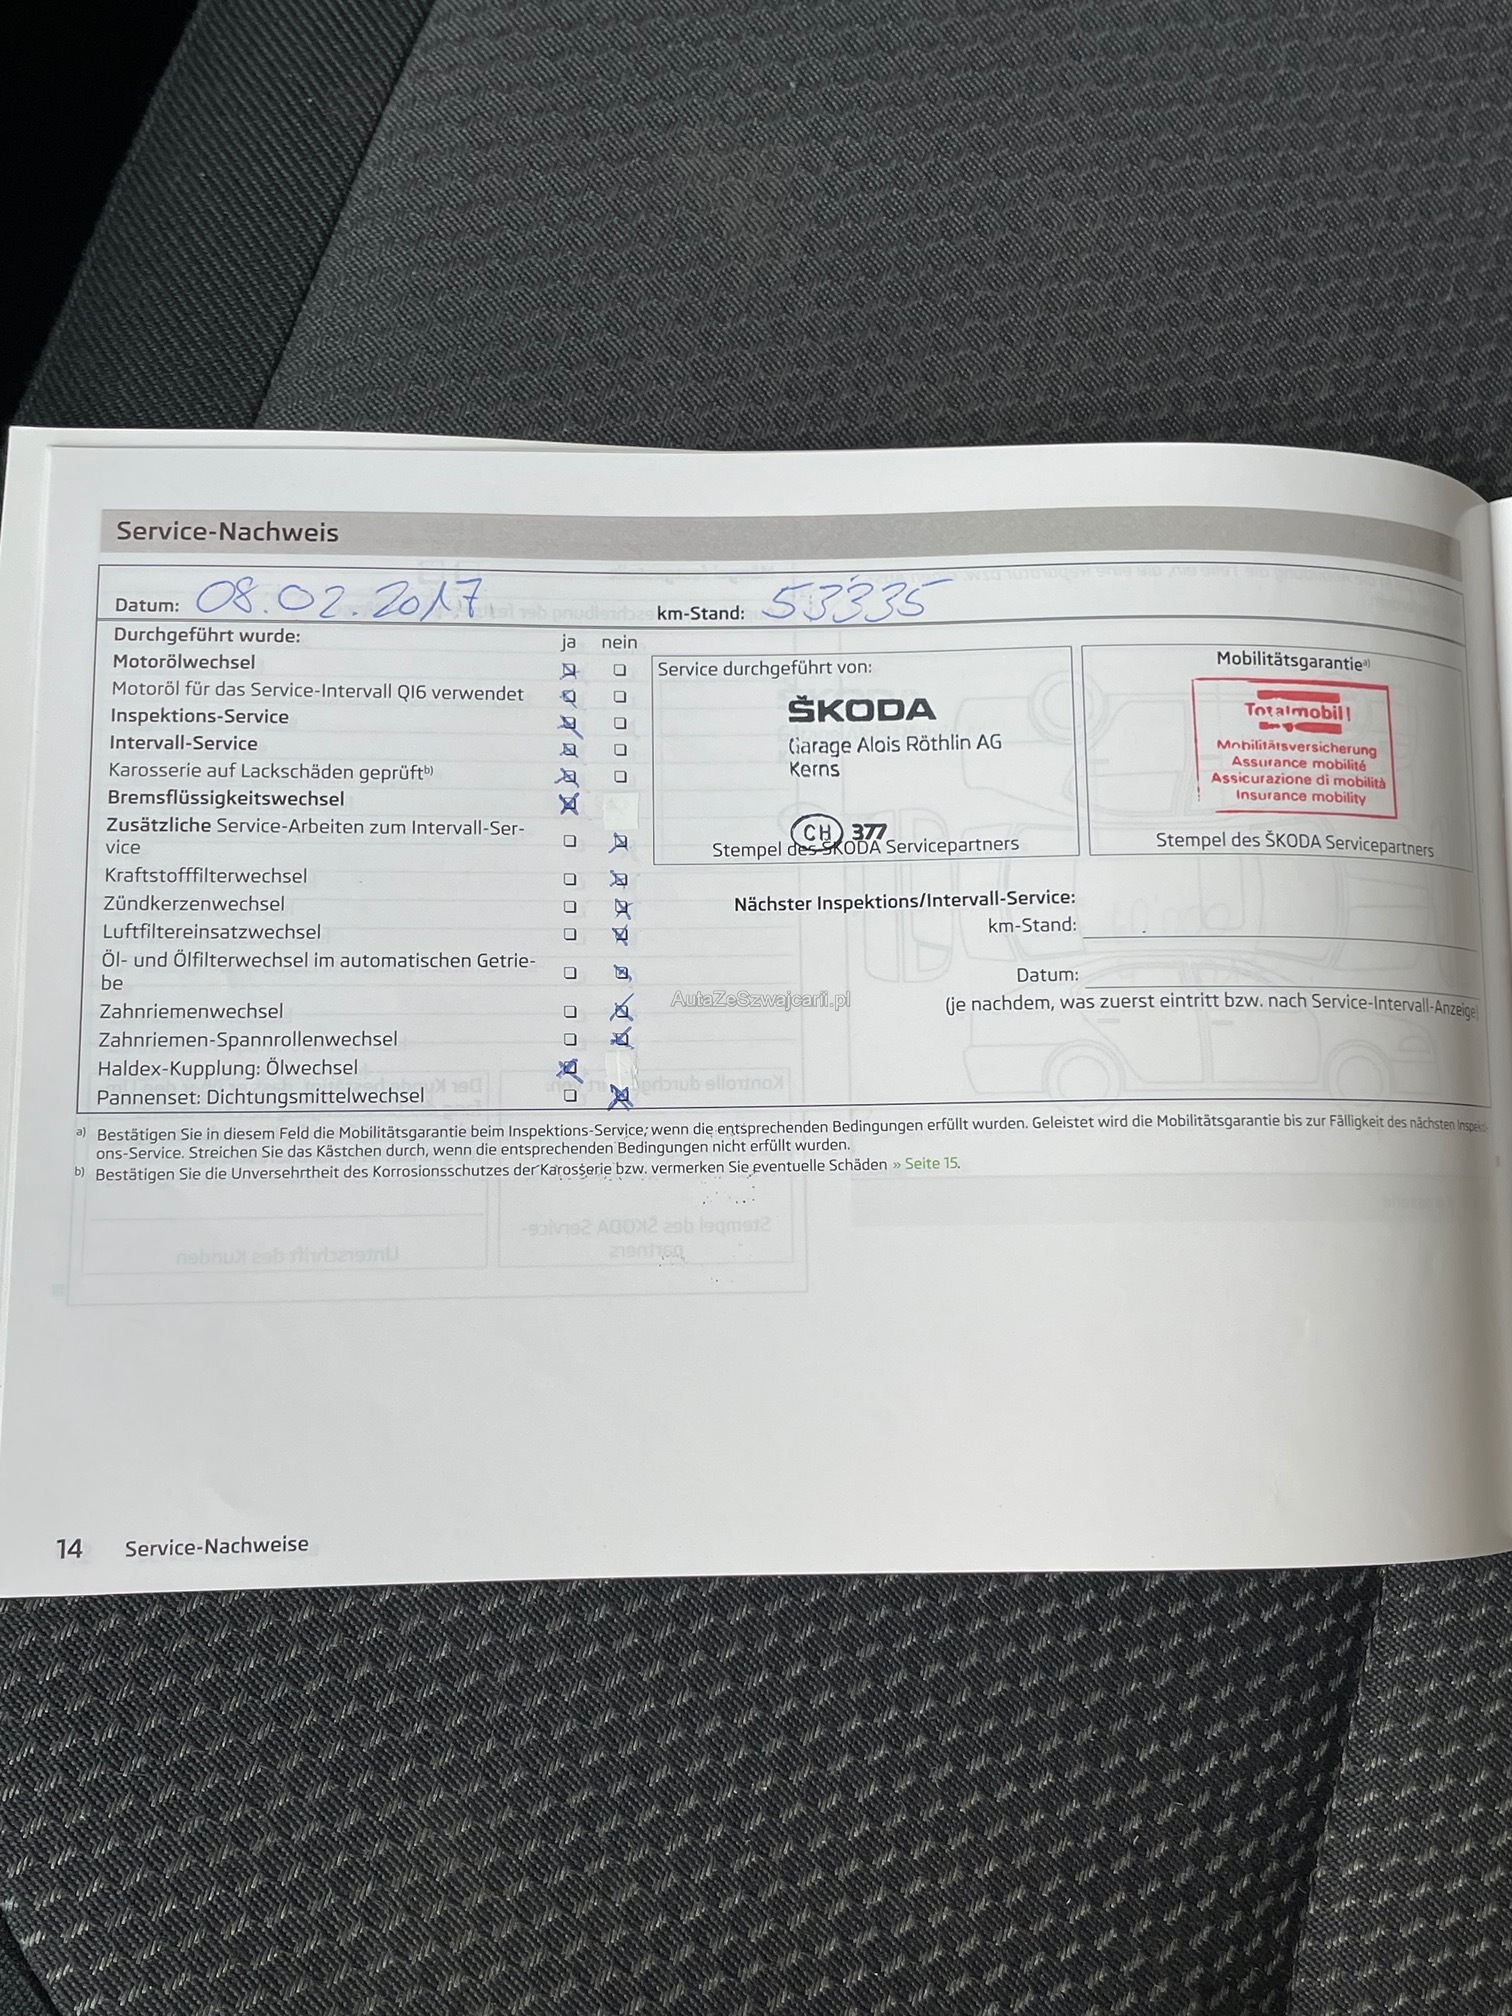 Service-Nachweis
Datum: 08.02.2017
km-Stand: 53335
Durchgeführt wurde:
ja nein
Motorölwechsel
Motoröl für das Service-Intervall QI6 verwendet
Inspektions-Service
Intervall-Service
Karosserie auf Lackschäden geprüft b)
Bremsflüssigkeitswechsel
Zusätzliche Service-Arbeiten zum Intervall-Ser-
vice
Kraftstofffilterwechsel
Zündkerzenwechsel
Luftfiltereinsatzwechsel
Öl- und Ölfilterwechsel im automatischen Getrie-
be
Zahnriemenwechsel
Zahnriemen-Spannrollenwechsel
Haldex-Kupplung: Ölwechsel
Pannenset: Dichtungsmittelwechsel
Service durchgeführt von:
ŠKODA
Garage Alois Röthlin AG
Kerns
CH 377
Stempel des ŠKODA Servicepartners
Mobilitätsgarantie a)
Totalmobil!
Mobilitätsversicherung
Assurance mobilité
Assicurazione di mobilità
Insurance mobility
Stempel des ŠKODA Servicepartners
Nächster Inspektions/Intervall-Service:
km-Stand:
Datum:
(je nachdem, was zuerst eintritt bzw. nach Service-Intervall-Anzeige)
AutaZeSzwajcarii.pl
a) Bestätigen Sie in diesem Feld die Mobilitätsgarantie beim Inspektions-Service, wenn die entsprechenden Bedingungen erfüllt wurden. Geleistet wird die Mobilitätsgarantie bis zur Fälligkeit des nächsten Inspekti-
ons-Service. Streichen Sie das Kästchen durch, wenn die entsprechenden Bedingungen nicht erfüllt wurden.
b) Bestätigen Sie die Unversehrtheit des Korrosionsschutzes der Karosserie bzw. vermerken Sie eventuelle Schäden » Seite 15.
14 Service-Nachweise